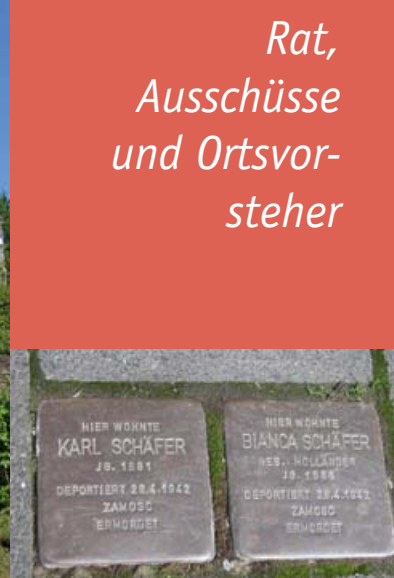 Rat,
Ausschüsse
und Ortsvor-
steher
HIER WOHNTE
KARL SCHÄFER
JG. 1881
DEPORTIERT 28.4.1942
ZAMOSC
ERMORDET
HIER WOHNTE
BIANCA SCHÄFER
GEB. HOLLÄNDER
JG.
DEPORTIERT 28.4.1942
ZAMOSC
ERMORDET